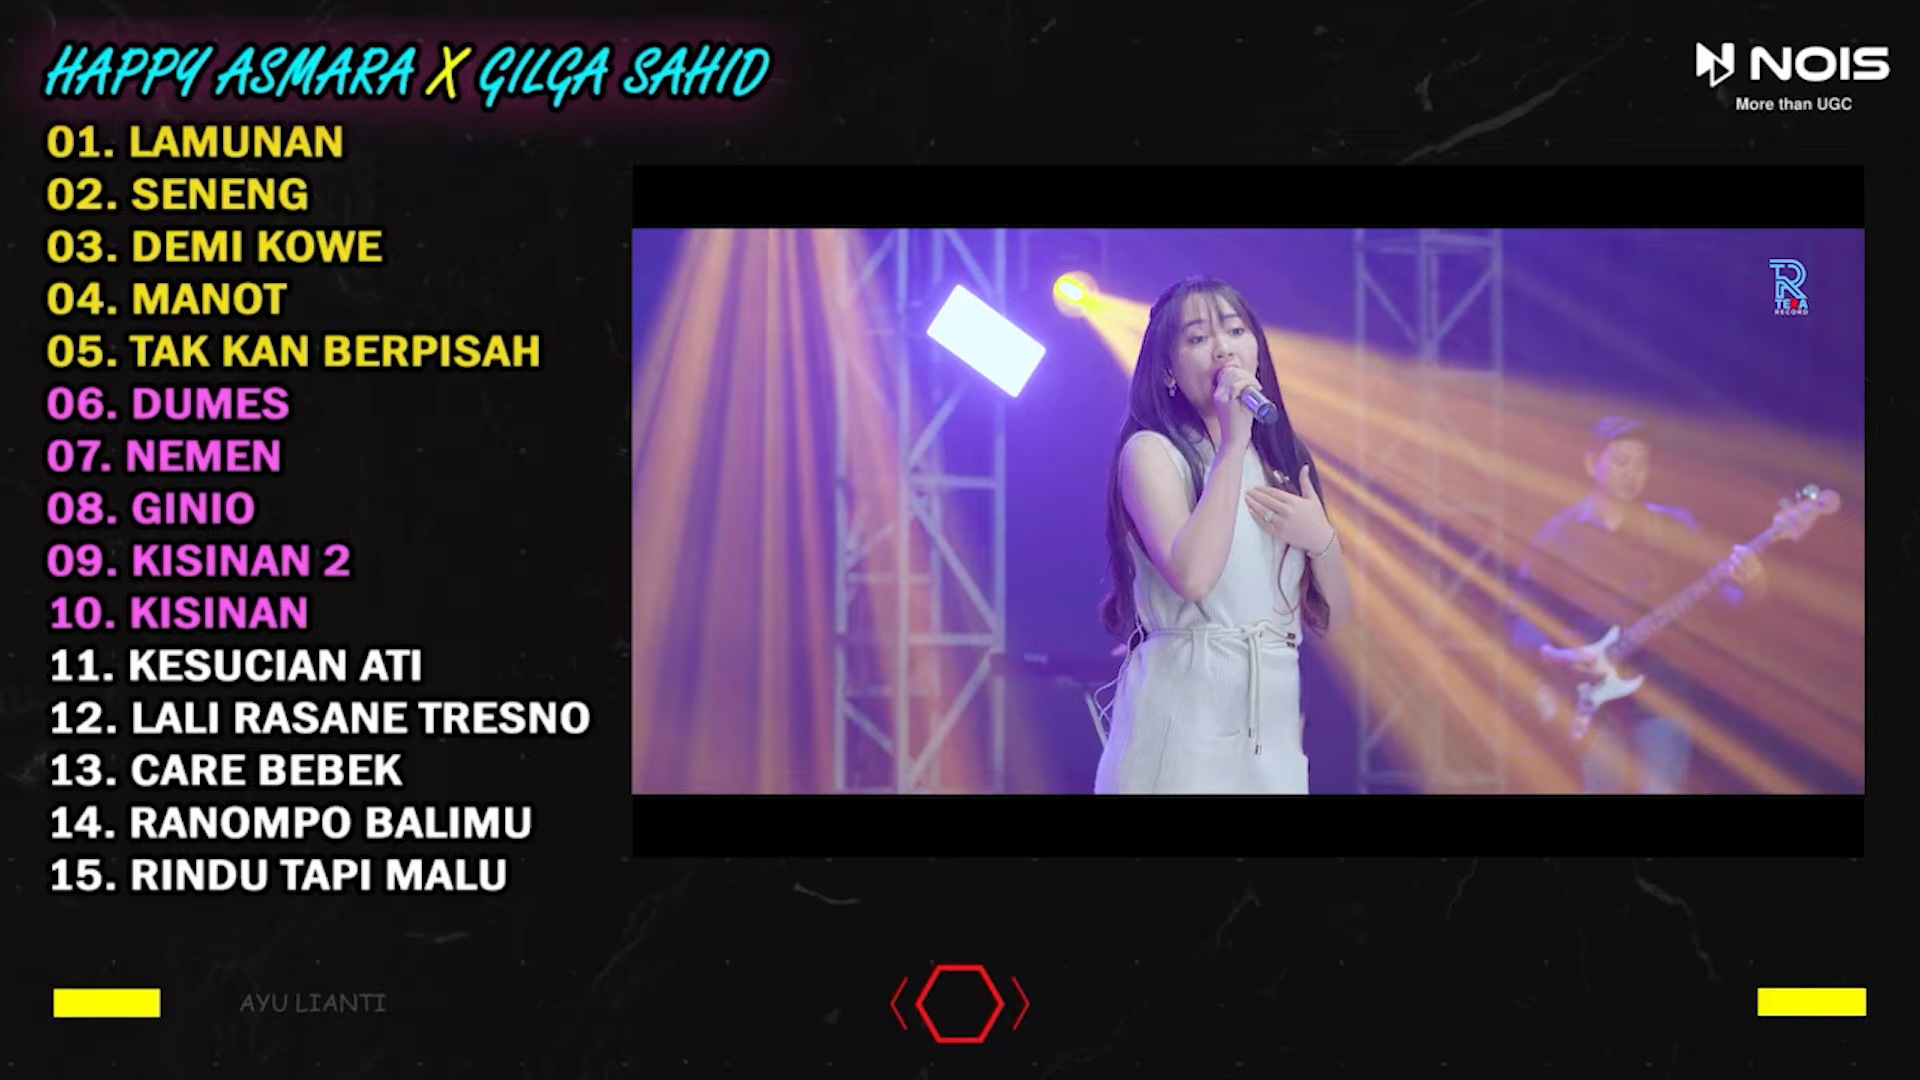 HAPPY ASMARA X GILGA SAHID
NOIS
More than UGC
01. LAMUNAN
02. SENENG
03. DEMI KOWE
04. MANOT
05. TAK KAN BERPISAH
06. DUMES
07. NEMEN
08. GINIO
09. KISINAN 2
10. KISINAN
11. KESUCIAN ATI
12. LALI RASANE TRESNO
13. CARE BEBEK
14. RANOMPO BALIMU
15. RINDU TAPI MALU
TEKA
RECORD
AYU LIANTI